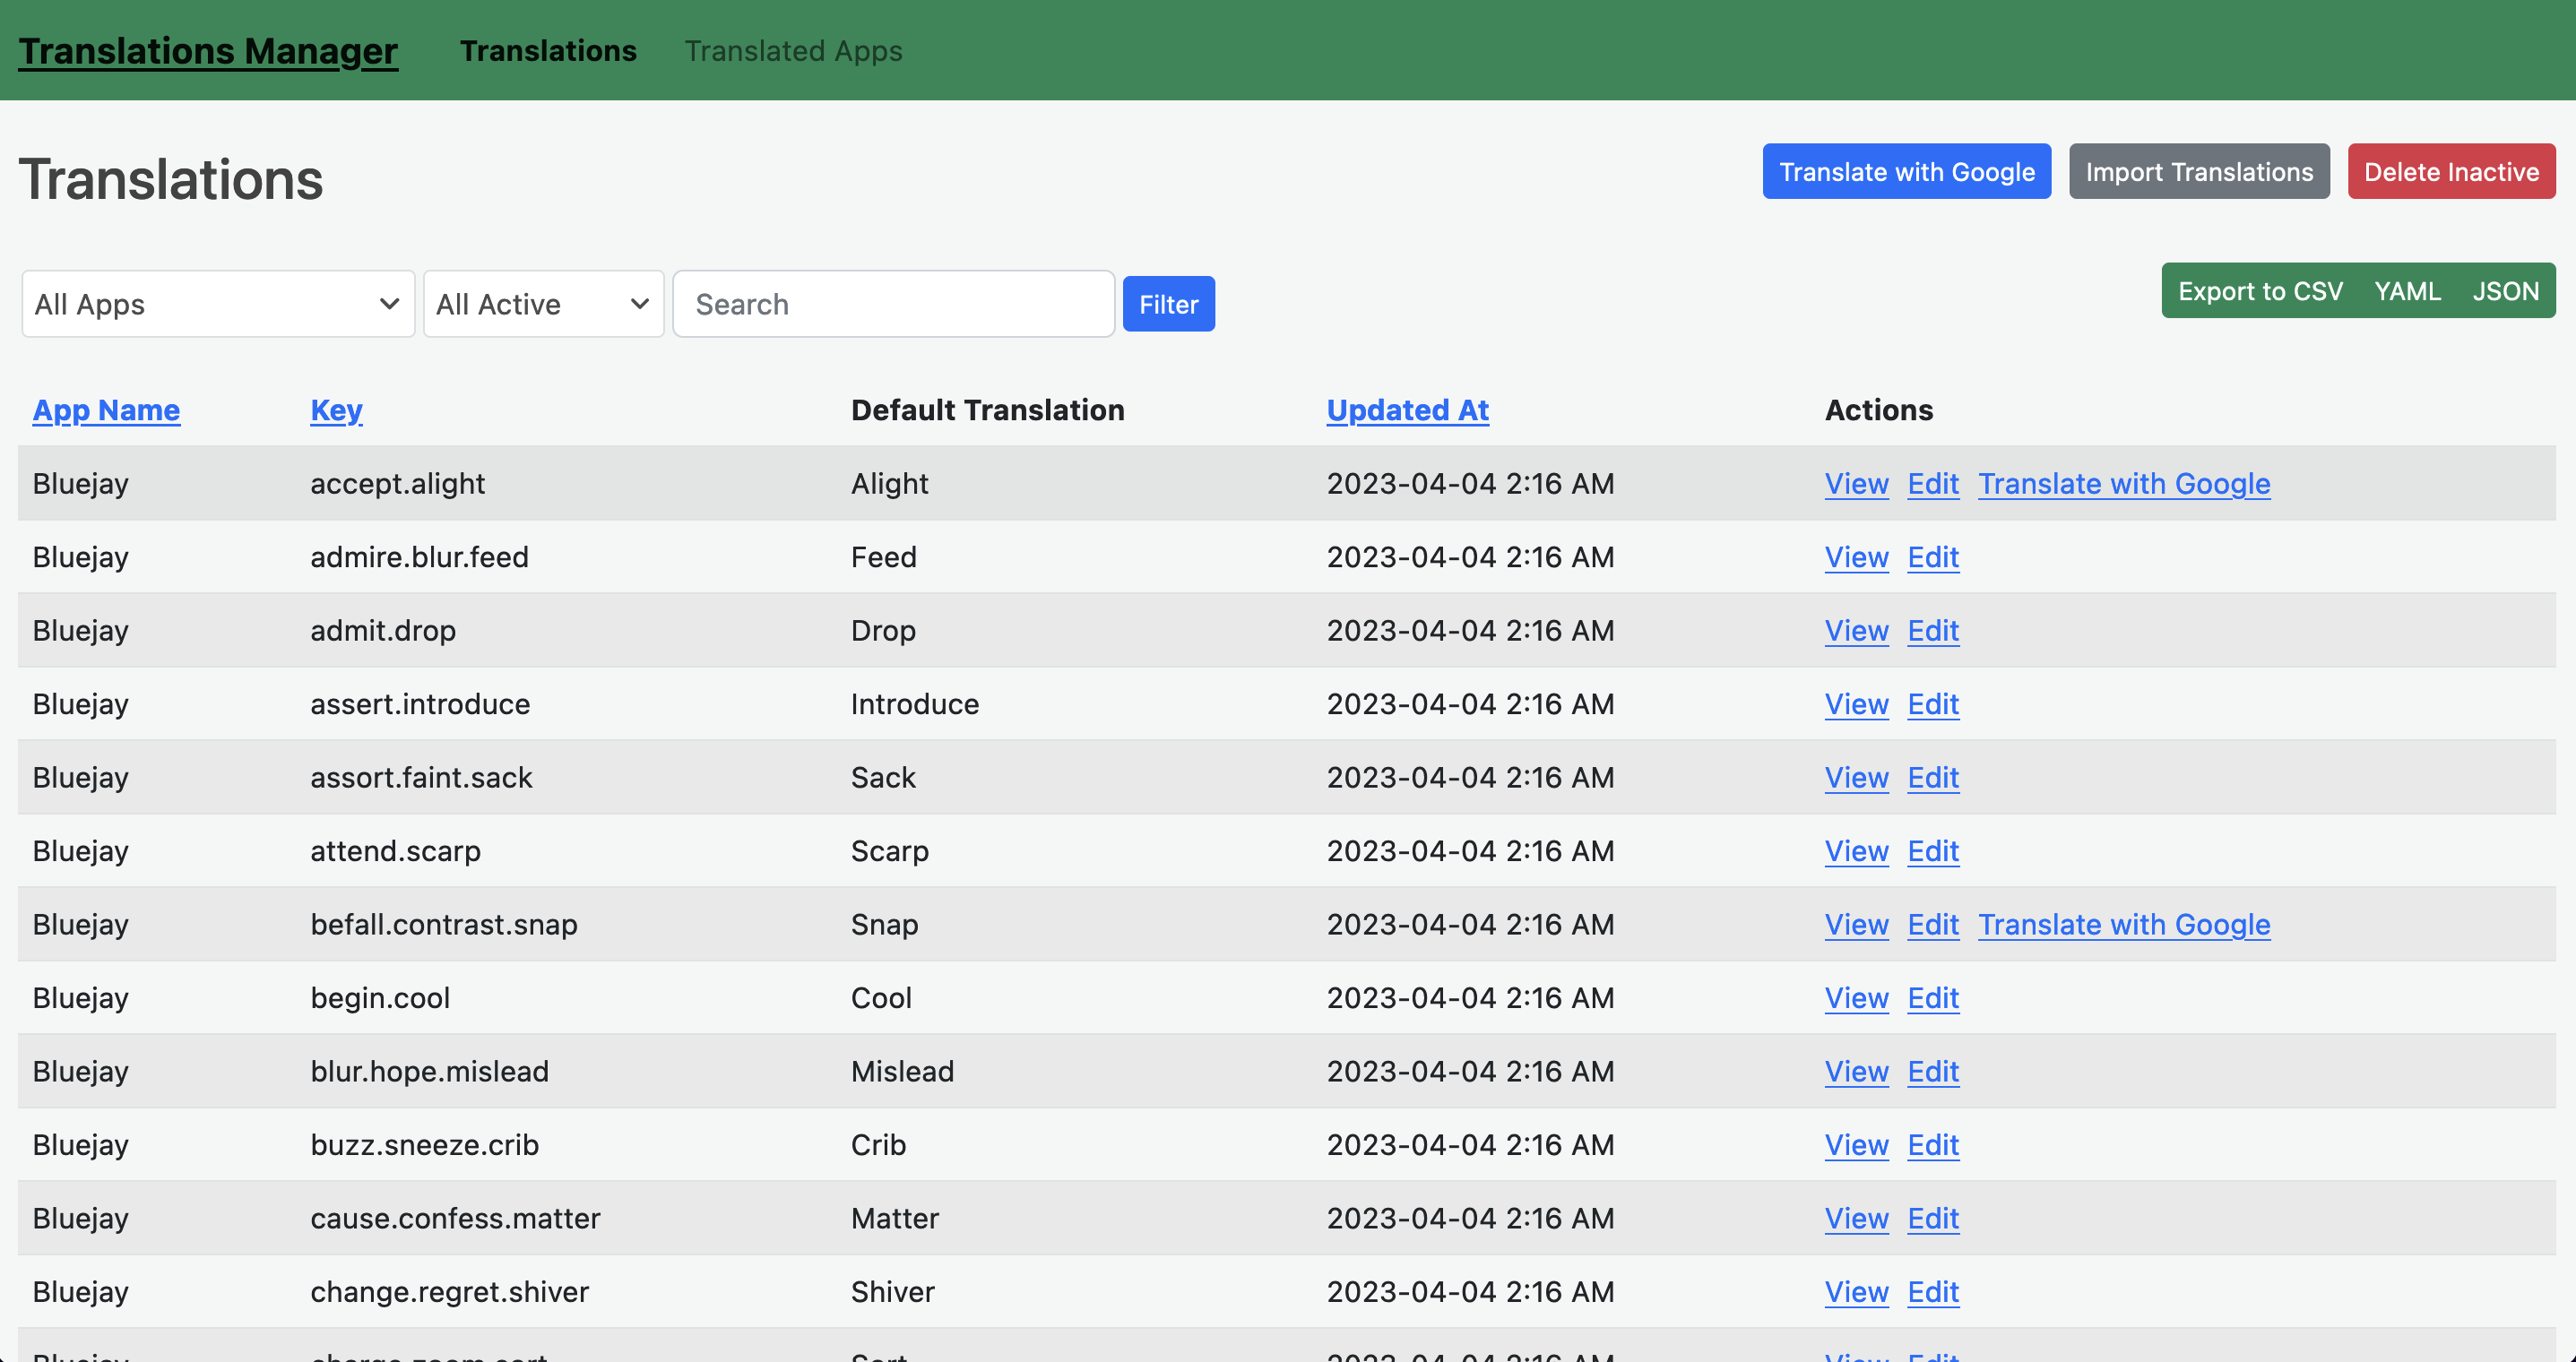 Translations Manager Translations Translated Apps
Translations Translate with Google Import Translations Delete Inactive
All Apps All Active Search Filter Export to CSV YAML JSON
App Name Key Default Translation Updated At Actions
Bluejay accept.alight Alight 2023-04-04 2:16 AM View Edit Translate with Google
Bluejay admire.blur.feed Feed 2023-04-04 2:16 AM View Edit
Bluejay admit.drop Drop 2023-04-04 2:16 AM View Edit
Bluejay assert.introduce Introduce 2023-04-04 2:16 AM View Edit
Bluejay assort.faint.sack Sack 2023-04-04 2:16 AM View Edit
Bluejay attend.scarp Scarp 2023-04-04 2:16 AM View Edit
Bluejay befall.contrast.snap Snap 2023-04-04 2:16 AM View Edit Translate with Google
Bluejay begin.cool Cool 2023-04-04 2:16 AM View Edit
Bluejay blur.hope.mislead Mislead 2023-04-04 2:16 AM View Edit
Bluejay buzz.sneeze.crib Crib 2023-04-04 2:16 AM View Edit
Bluejay cause.confess.matter Matter 2023-04-04 2:16 AM View Edit
Bluejay change.regret.shiver Shiver 2023-04-04 2:16 AM View Edit
Bluejay 2023-04-04 2:16 AM View Edit